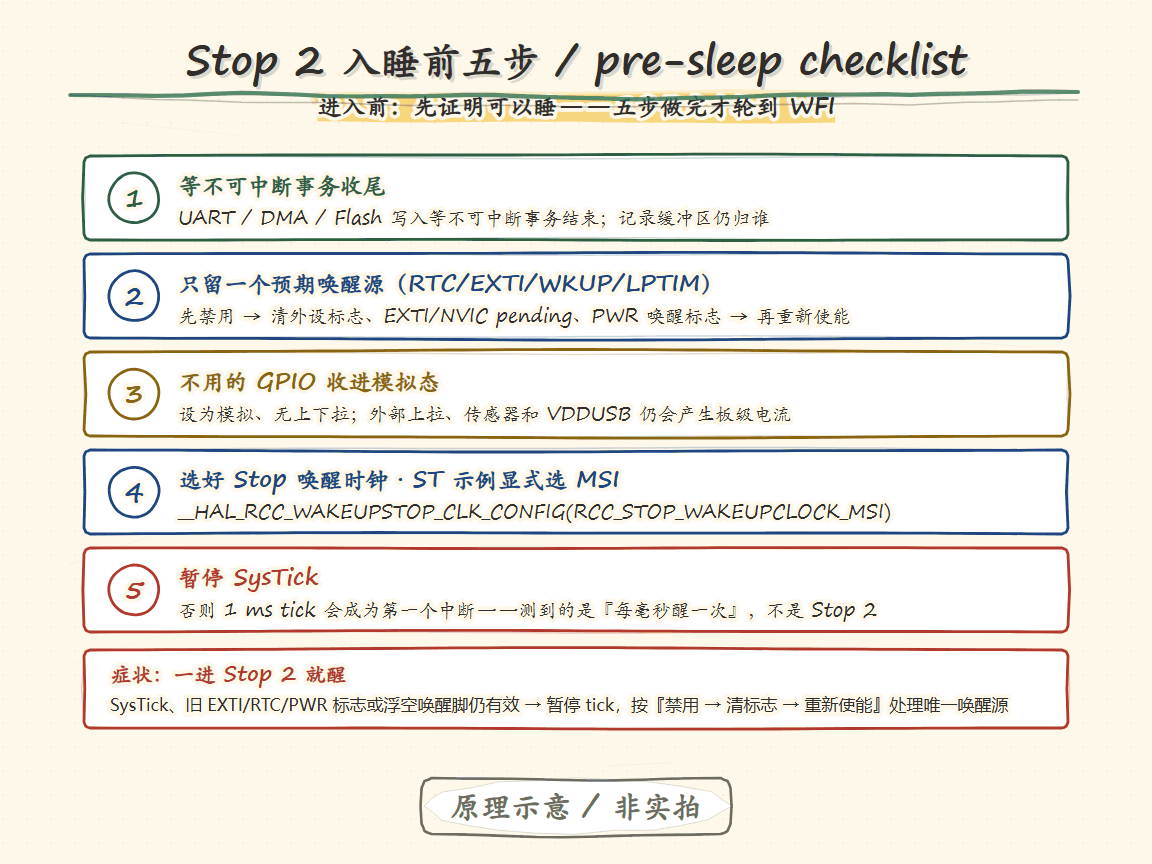 Stop 2 入睡前五步 / pre-sleep checklist
进入前：先证明可以睡——五步做完才轮到 WFI
1
等不可中断事务收尾
UART / DMA / Flash 写入等不可中断事务结束；记录缓冲区仍归谁
2
只留一个预期唤醒源（RTC/EXTI/WKUP/LPTIM）
先禁用 → 清外设标志、EXTI/NVIC pending、PWR 唤醒标志 → 再重新使能
3
不用的 GPIO 收进模拟态
设为模拟、无上下拉；外部上拉、传感器和 VDDUSB 仍会产生板级电流
4
选好 Stop 唤醒时钟 · ST 示例显式选 MSI
__HAL_RCC_WAKEUPSTOP_CLK_CONFIG(RCC_STOP_WAKEUPCLOCK_MSI)
5
暂停 SysTick
否则 1 ms tick 会成为第一个中断——测到的是『每毫秒醒一次』，不是 Stop 2
症状：一进 Stop 2 就醒
SysTick、旧 EXTI/RTC/PWR 标志或浮空唤醒脚仍有效 → 暂停 tick，按『禁用 → 清标志 → 重新使能』处理唯一唤醒源
原理示意 / 非实拍